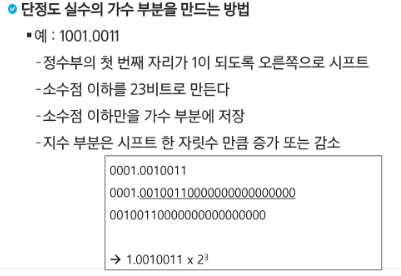 단정도 실수의 가수 부분을 만드는 방법
▪예 : 1001.0011
-정수부의 첫 번째 자리가 1이 되도록 오른쪽으로 시프트
-소수점 이하를 23비트로 만든다
-소수점 이하만을 가수 부분에 저장
-지수 부분은 시프트 한 자릿수 만큼 증가 또는 감소
0001.0010011
0001.00100110000000000000000
00100110000000000000000
→ 1.0010011 x 2³